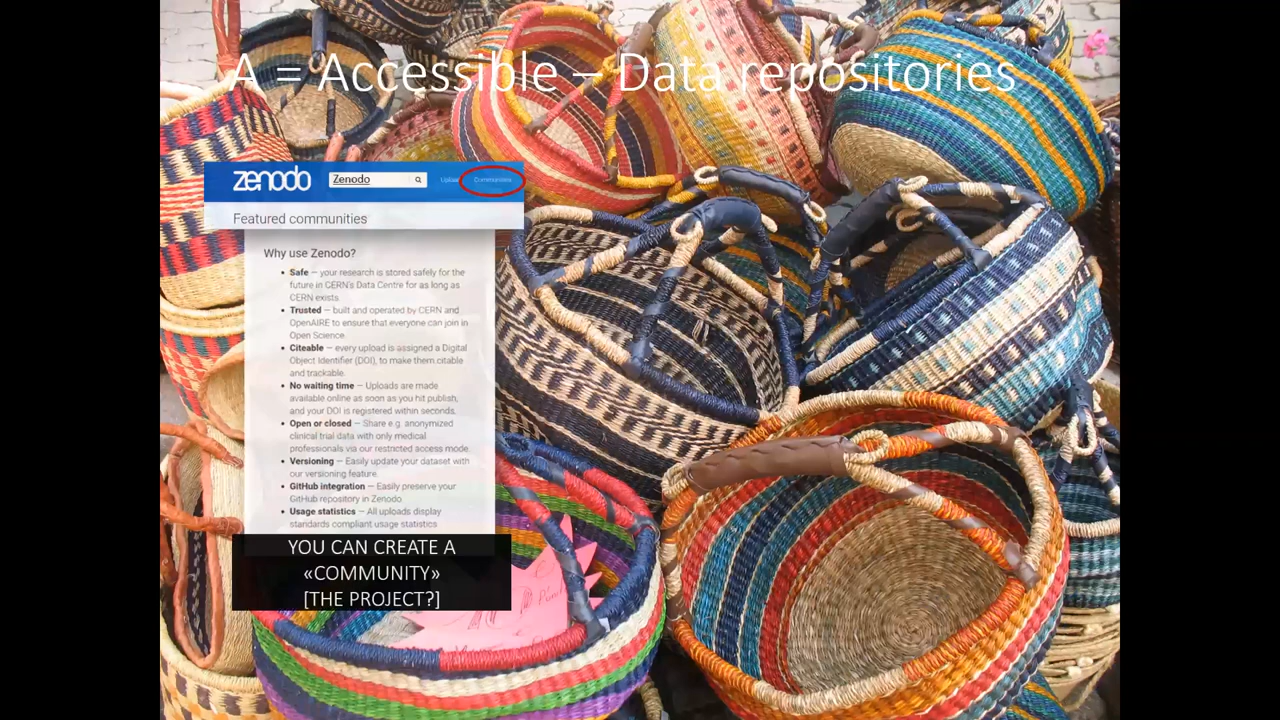 A = Accessible – Data repositories
zenodo
Zenodo
Upload
Communities
Featured communities
Why use Zenodo?
• Safe — your research is stored safely for the
future in CERN's Data Centre for as long as
CERN exists.
• Trusted — built and operated by CERN and
OpenAIRE to ensure that everyone can join in
Open Science.
• Citeable — every upload is assigned a Digital
Object Identifier (DOI), to make them citable
and trackable.
• No waiting time — Uploads are made
available online as soon as you hit publish,
and your DOI is registered within seconds.
• Open or closed — Share e.g. anonymized
clinical trial data with only medical
professionals via our restricted access mode.
• Versioning — Easily update your dataset with
our versioning feature.
• GitHub integration — Easily preserve your
GitHub repository in Zenodo.
• Usage statistics — All uploads display
standards compliant usage statistics
YOU CAN CREATE A
«COMMUNITY»
[THE PROJECT?]